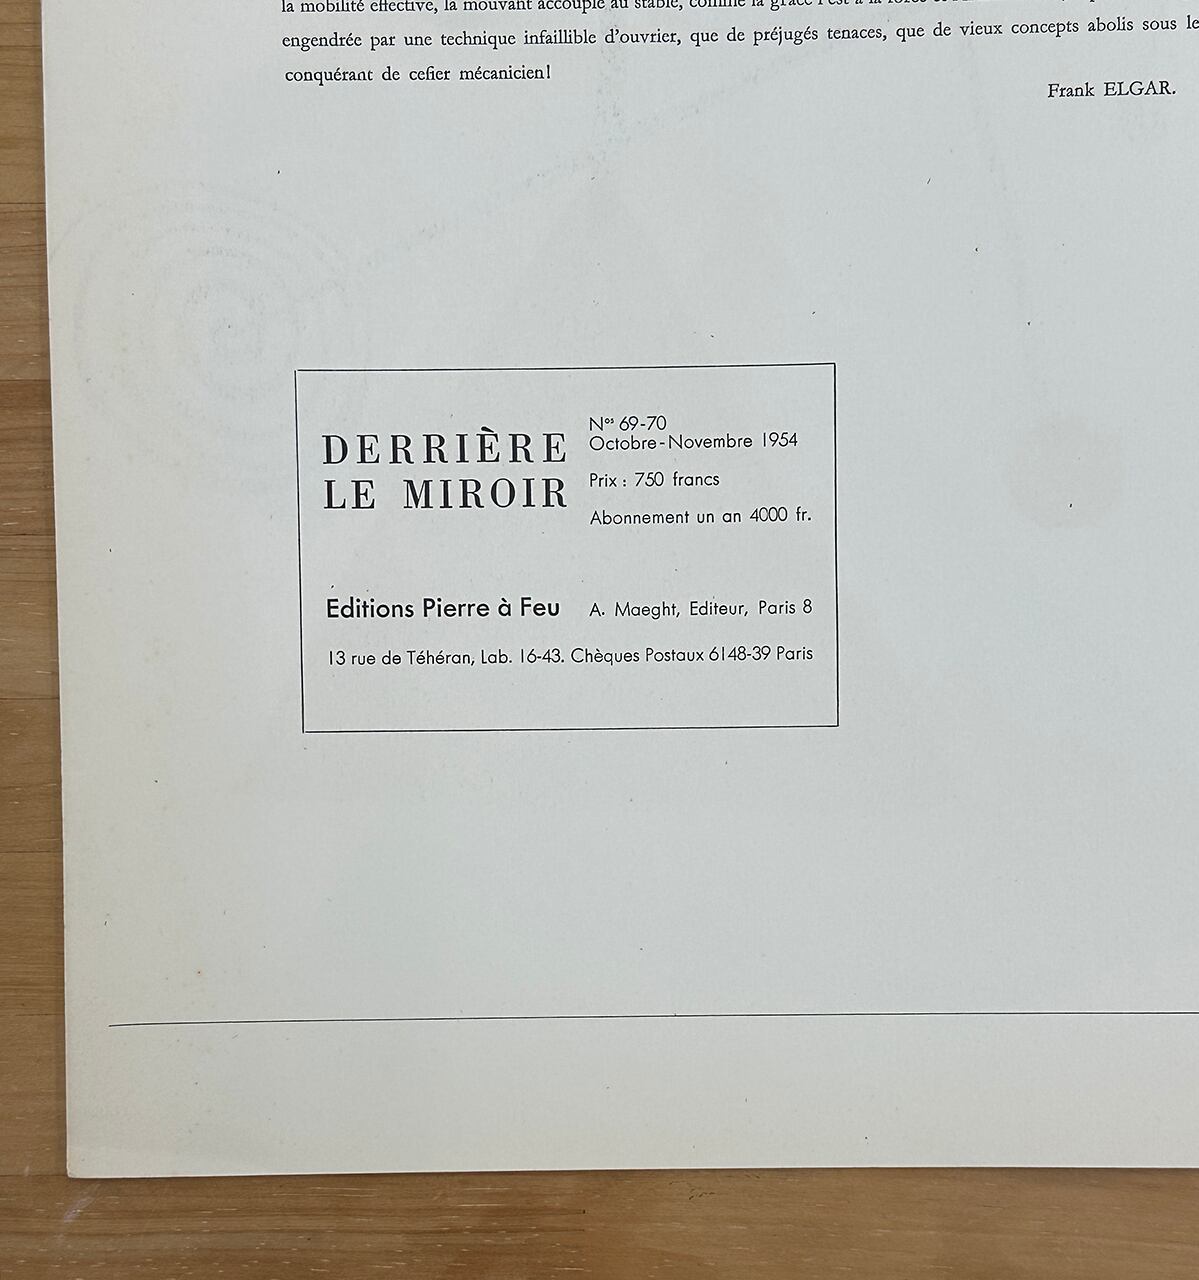 la mobilité effective, la mouvant accouplé au stable, comme la grâce l'est à la
engendrée par une technique infaillible d'ouvrier, que de préjugés tenaces, que de vieux concepts abolis sous le
conquérant de cefier mécanicien!
Frank ELGAR.
DERRIÈRE
LE MIROIR
Nos 69-70
Octobre-Novembre 1954
Prix : 750 francs
Abonnement un an 4000 fr.
Editions Pierre à Feu A. Maeght, Editeur, Paris 8
13 rue de Téhéran, Lab. 16-43. Chèques Postaux 6148-39 Paris